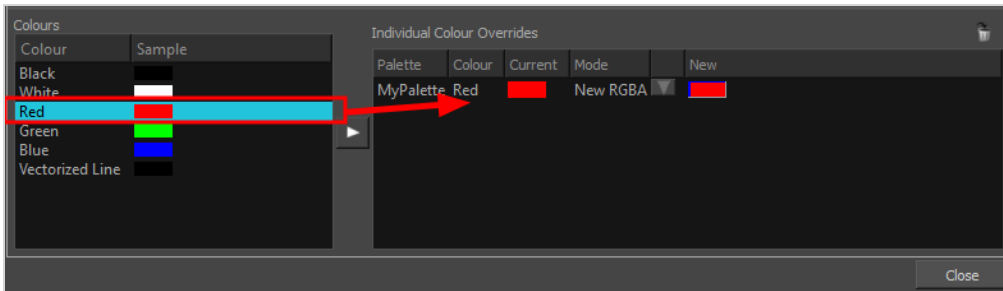 Colours
Colour Sample
Black
White
Red
Green
Blue
Vectorized Line
Individual Colour Overrides
Palette Colour Current Mode New
MyPalette Red New RGBA
Close